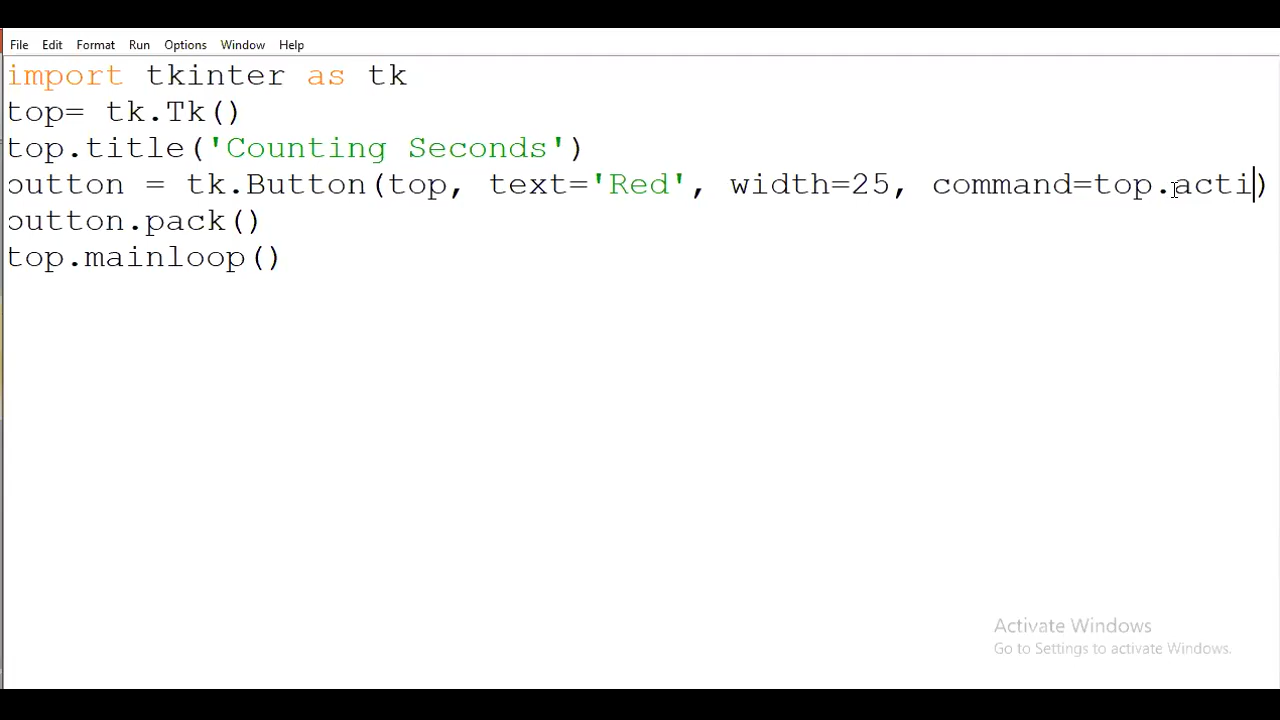 File Edit Format Run Options Window Help
import tkinter as tk
top= tk.Tk()
top.title('Counting Seconds')
button = tk.Button(top, text='Red', width=25, command=top.acti)
button.pack()
top.mainloop()
Activate Windows
Go to Settings to activate Windows.